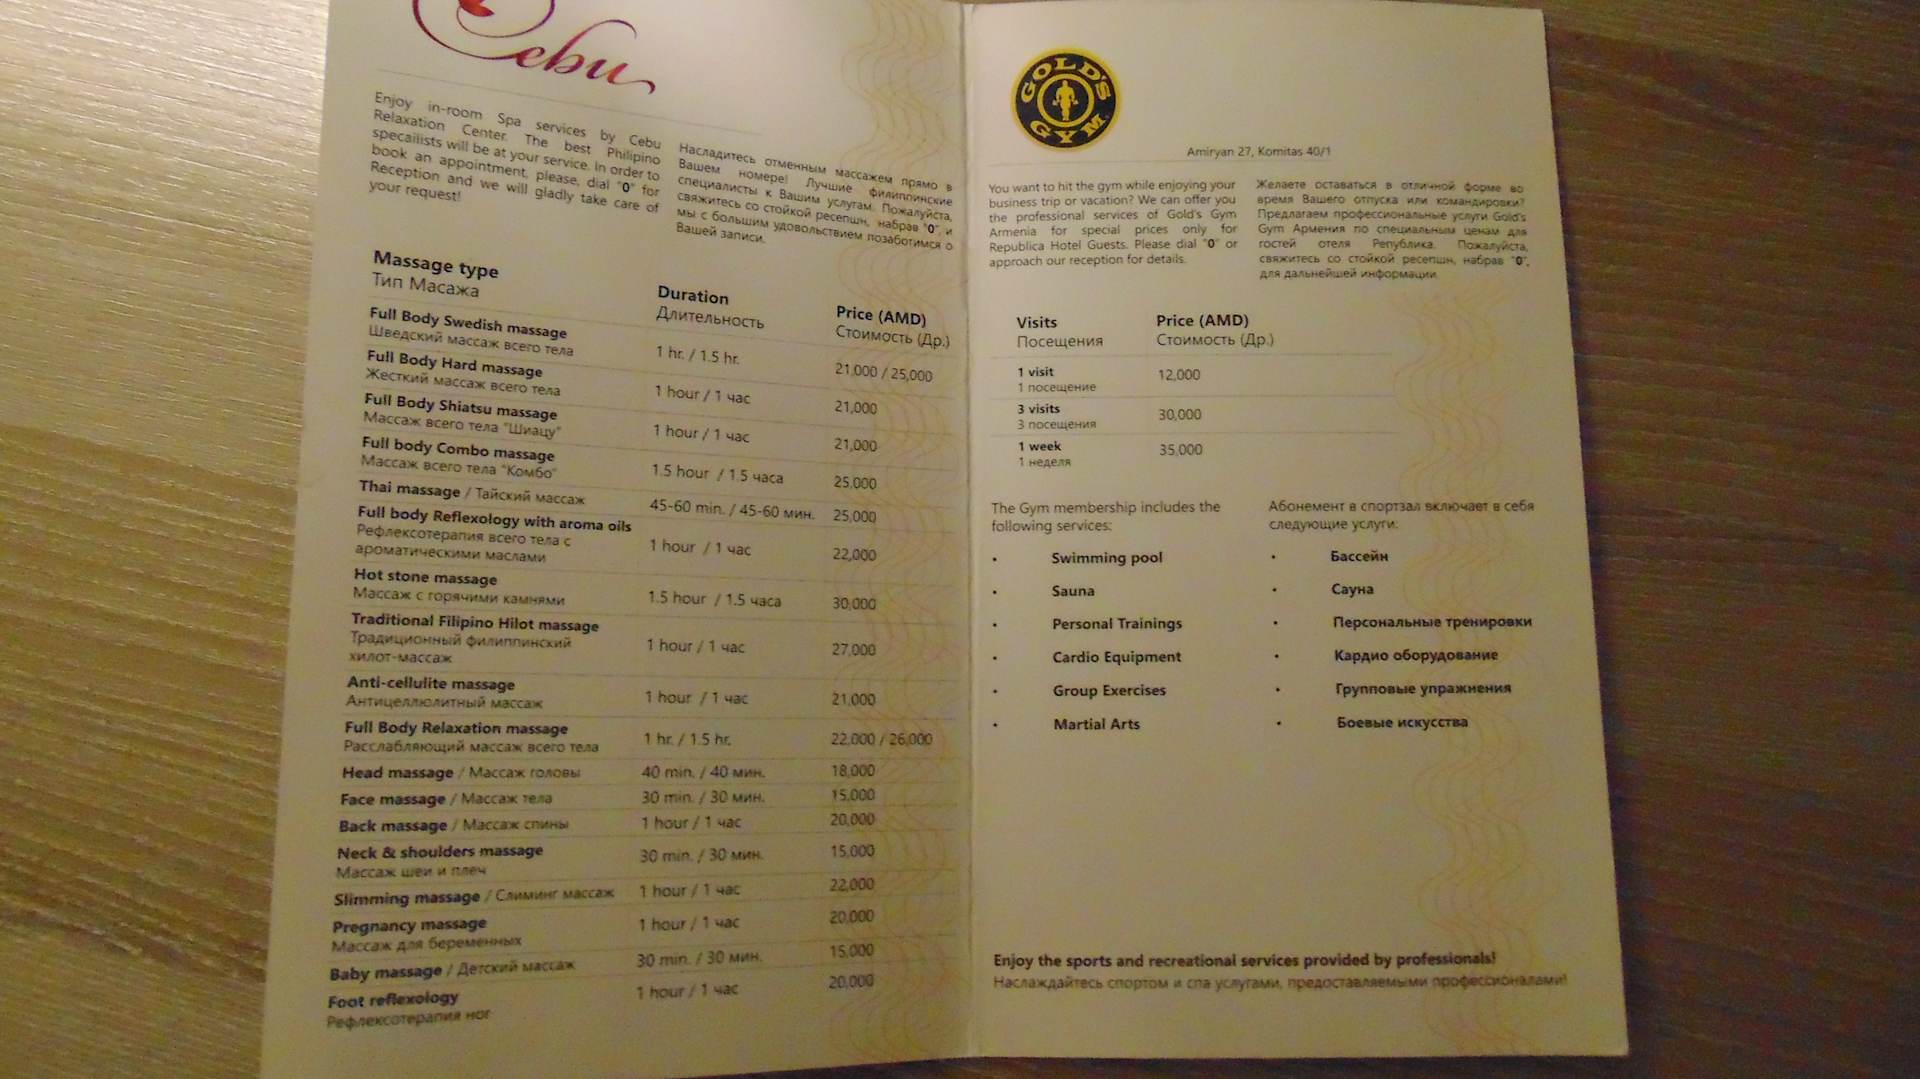 Cebu
Enjoy in-room Spa services by Cebu
Relaxation Center. The best Philipino
specailists will be at your service. In order to
book an appointment, please, dial "0" for
Reception and we will gladly take care of
your request!
Насладитесь отменным массажем прямо в
Вашем номере! Лучшие филиппинские
специалисты к Вашим услугам. Пожалуйста,
свяжитесь со стойкой ресепшн, набрав "0", и
мы с большим удовольствием позаботимся о
Вашей записи.
Massage type Duration Price (AMD)
Тип Масажа Длительность Стоимость (Др.)
Full Body Swedish massage
Шведский массаж всего тела 1 hr. / 1.5 hr. 21,000 / 25,000
Full Body Hard massage
Жесткий массаж всего тела 1 hour / 1 час 21,000
Full Body Shiatsu massage
Массаж всего тела "Шиацу" 1 hour / 1 час 21,000
Full body Combo massage
Массаж всего тела "Комбо" 1.5 hour / 1.5 часа 25,000
Thai massage / Тайский массаж 45-60 min. / 45-60 мин. 25,000
Full body Reflexology with aroma oils
Рефлексотерапия всего тела с 1 hour / 1 час 22,000
ароматическими маслами
Hot stone massage
Массаж с горячими камнями 1.5 hour / 1.5 часа 30,000
Traditional Filipino Hilot massage
Традиционный филиппинский 1 hour / 1 час 27,000
хилот-массаж
Anti-cellulite massage
Антицеллюлитный массаж 1 hour / 1 час 21,000
Full Body Relaxation massage
Расслабляющий массаж всего тела 1 hr. / 1.5 hr. 22,000 / 26,000
Head massage / Массаж головы 40 min. / 40 мин. 18,000
Face massage / Массаж тела 30 min. / 30 мин. 15,000
Back massage / Массаж спины 1 hour / 1 час 20,000
Neck & shoulders massage 30 min. / 30 мин. 15,000
Массаж шеи и плеч
Slimming massage / Слиминг массаж 1 hour / 1 час 22,000
Pregnancy massage 1 hour / 1 час 20,000
Массаж для беременных
Baby massage / Детский массаж 30 min. / 30 мин. 15,000
Foot reflexology 1 hour / 1 час 20,000
Рефлексотерапия ног
GOLD'S
GYM
Amiryan 27, Komitas 40/1
You want to hit the gym while enjoying your
business trip or vacation? We can offer you
the professional services of Gold's Gym
Armenia for special prices only for
Republica Hotel Guests. Please dial "0" or
approach our reception for details.
Желаете оставаться в отличной форме во
время Вашего отпуска или командировки?
Предлагаем профессиональные услуги Gold's
Gym Армения по специальным ценам для
гостей отеля Република. Пожалуйста,
свяжитесь со стойкой ресепшн, набрав "0",
для дальнейшей информации.
Visits Price (AMD)
Посещения Стоимость (Др.)
1 visit 12,000
1 посещение
3 visits 30,000
3 посещения
1 week 35,000
1 неделя
The Gym membership includes the
following services:
• Swimming pool
• Sauna
• Personal Trainings
• Cardio Equipment
• Group Exercises
• Martial Arts
Абонемент в спортзал включает в себя
следующие услуги:
• Бассейн
• Сауна
• Персональные тренировки
• Кардио оборудование
• Групповые упражнения
• Боевые искусства
Enjoy the sports and recreational services provided by professionals!
Наслаждайтесь спортом и спа услугами, предоставляемыми профессионалами!